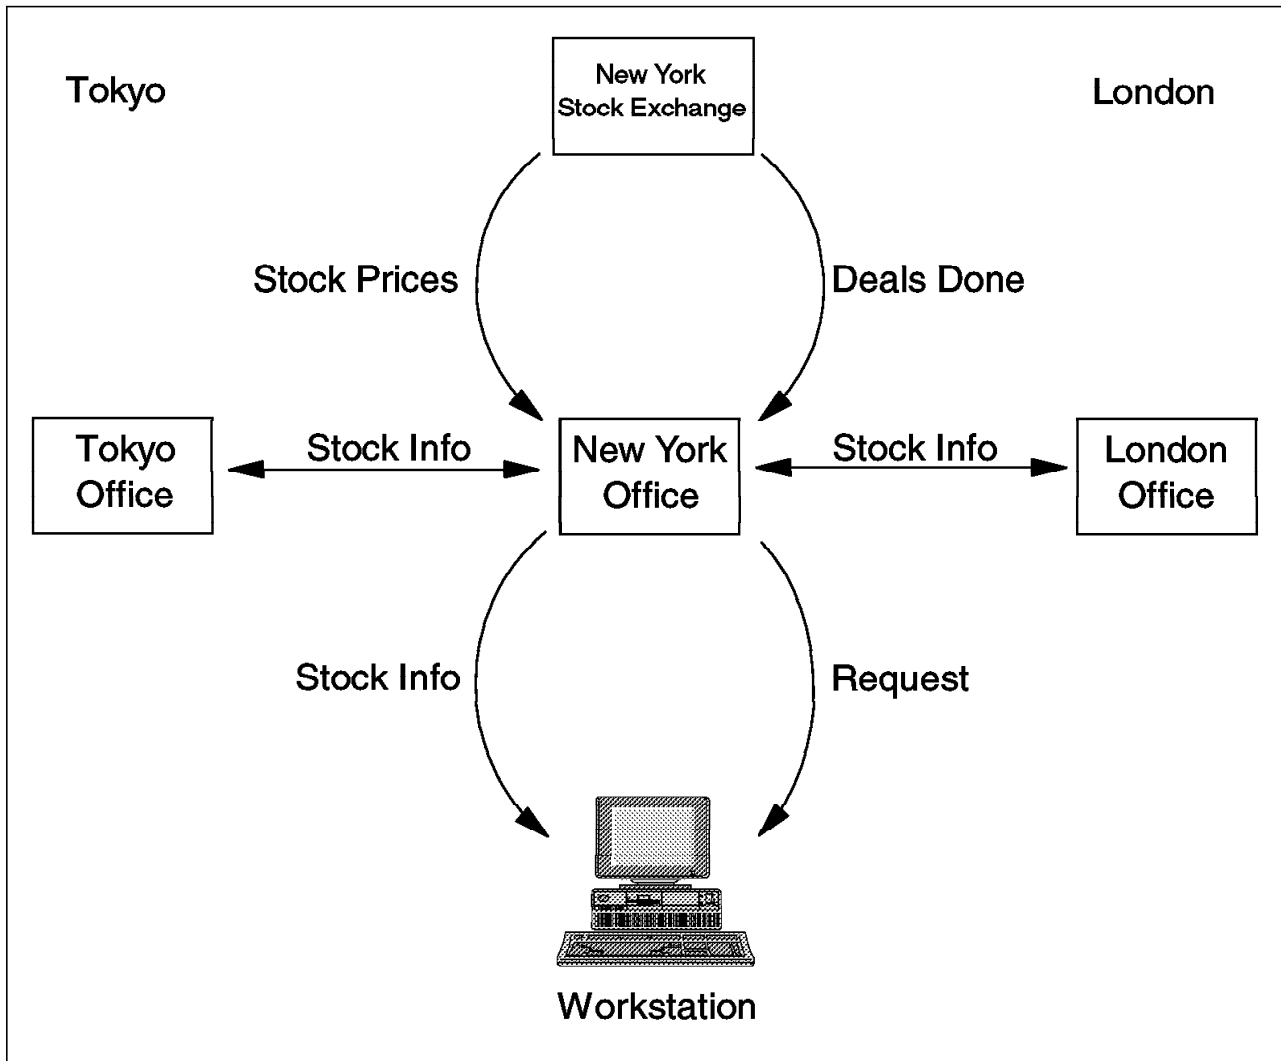 Tokyo
New York
Stock Exchange
London
Stock Prices
Deals Done
Tokyo
Office
Stock Info
New York
Office
Stock Info
London
Office
Stock Info
Request
Workstation